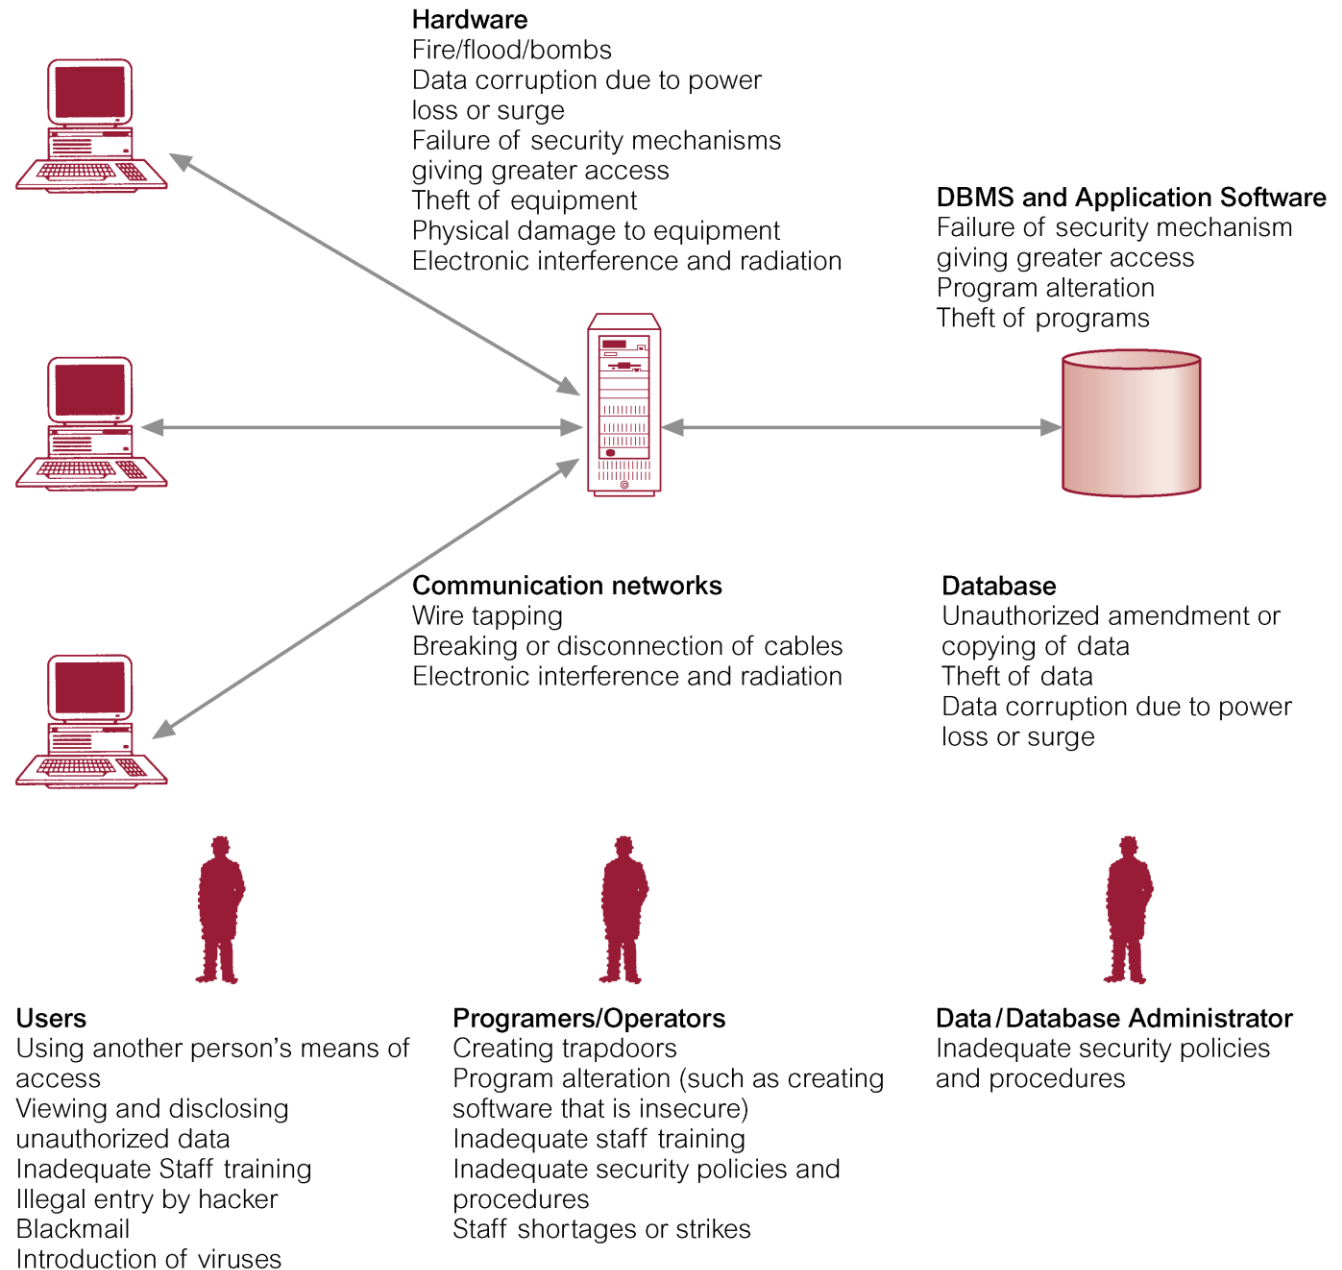 Hardware
Fire/flood/bombs
Data corruption due to power
loss or surge
Failure of security mechanisms
giving greater access
Theft of equipment
Physical damage to equipment
Electronic interference and radiation
DBMS and Application Software
Failure of security mechanism
giving greater access
Program alteration
Theft of programs
Communication networks
Wire tapping
Breaking or disconnection of cables
Electronic interference and radiation
Database
Unauthorized amendment or
copying of data
Theft of data
Data corruption due to power
loss or surge
Users
Using another person's means of
access
Viewing and disclosing
unauthorized data
Inadequate Staff training
Illegal entry by hacker
Blackmail
Introduction of viruses
Programers/Operators
Creating trapdoors
Program alteration (such as creating
software that is insecure)
Inadequate staff training
Inadequate security policies and
procedures
Staff shortages or strikes
Data/Database Administrator
Inadequate security policies
and procedures